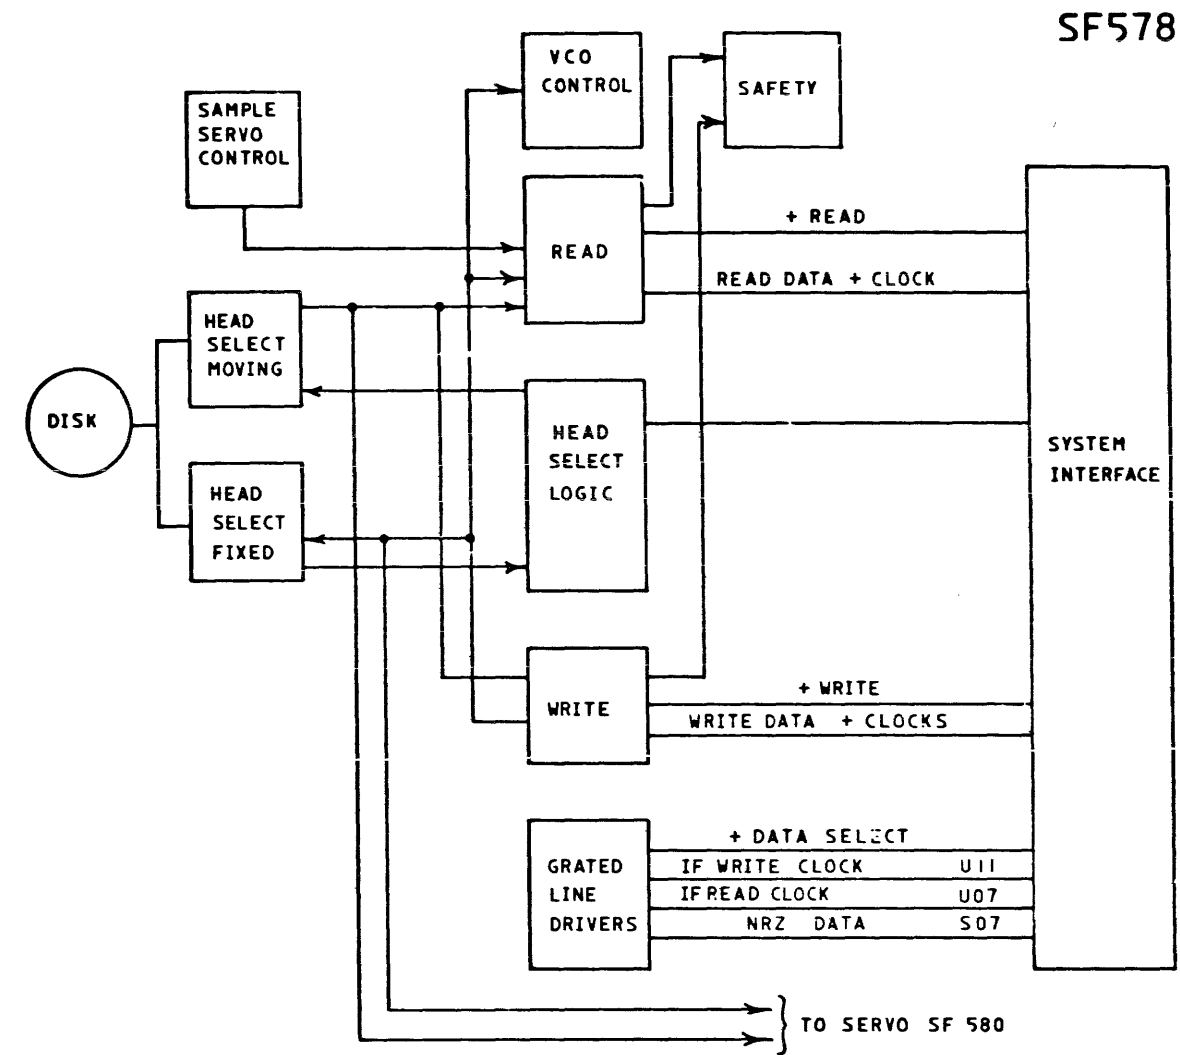 SF578
VCO
CONTROL
SAFETY
SAMPLE
SERVO
CONTROL
+ READ
READ
READ DATA + CLOCK
HEAD
SELECT
MOVING
DISK
HEAD
SELECT
LOGIC
SYSTEM
INTERFACE
HEAD
SELECT
FIXED
+ WRITE
WRITE
WRITE DATA + CLOCKS
+ DATA SELECT
GRATED
LINE
DRIVERS
IF WRITE CLOCK U11
IF READ CLOCK U07
NRZ DATA S07
TO SERVO SF 580